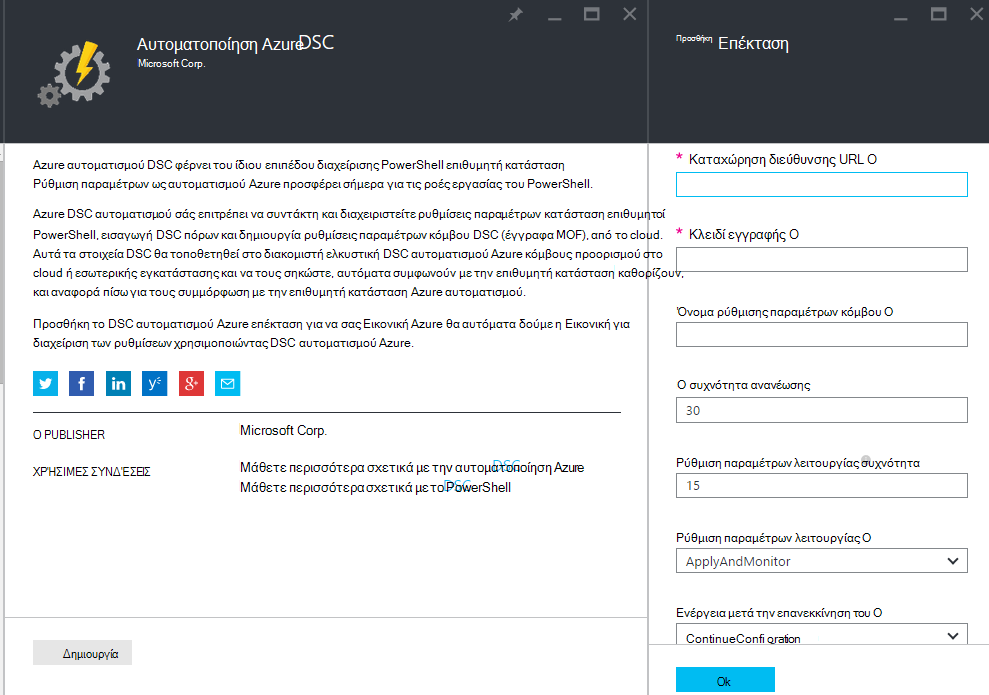 Αυτοματοποίηση Azure DSC
Microsoft Corp.
Azure αυτοματισμού DSC φέρνει του ίδιου επιπέδου διαχείρισης PowerShell επιθυμητή κατάσταση
Ρύθμιση παραμέτρων ως αυτοματισμού Azure προσφέρει σήμερα για τις ροές εργασίας του PowerShell.
Azure DSC αυτοματισμού σάς επιτρέπει να συντάκτη και διαχειριστείτε ρυθμίσεις παραμέτρων κατάσταση επιθυμητοί
PowerShell, εισαγωγή DSC πόρων και δημιουργία ρυθμίσεις παραμέτρων κόμβου DSC (έγγραφα MOF), από το cloud.
Αυτά τα στοιχεία DSC θα τοποθετηθεί στο διακομιστή ελκυστική DSC αυτοματισμού Azure κόμβους προορισμού στο
cloud ή εσωτερικής εγκατάστασης και να τους σηκώστε, αυτόματα συμφωνούν με την επιθυμητή κατάσταση καθορίζουν,
και αναφορά πίσω για τους συμμόρφωση με την επιθυμητή κατάσταση Azure αυτοματισμού.
Προσθήκη το DSC αυτοματισμού Azure επέκταση για να σας Εικονική Azure θα αυτόματα δούμε η Εικονική για
διαχείριση των ρυθμίσεων χρησιμοποιώντας DSC αυτοματισμού Azure.
Ο PUBLISHER
Microsoft Corp.
ΧΡΉΣΙΜΕΣ ΣΥΝΔΈΣΕΙΣ
Μάθετε περισσότερα σχετικά με την αυτοματοποίηση Azure DSC
Μάθετε περισσότερα σχετικά με το PowerShell DSC
Δημιουργία
Προσθήκη Επέκταση
* Καταχώρηση διεύθυνσης URL Ο
* Κλειδί εγγραφής Ο
Όνομα ρύθμισης παραμέτρων κόμβου Ο
Ο συχνότητα ανανέωσης
30
Ρύθμιση παραμέτρων λειτουργίας συχνότητα
15
Ρύθμιση παραμέτρων λειτουργίας Ο
ApplyAndMonitor
Ενέργεια μετά την επανεκκίνηση του Ο
ContinueConfiguration
Ok